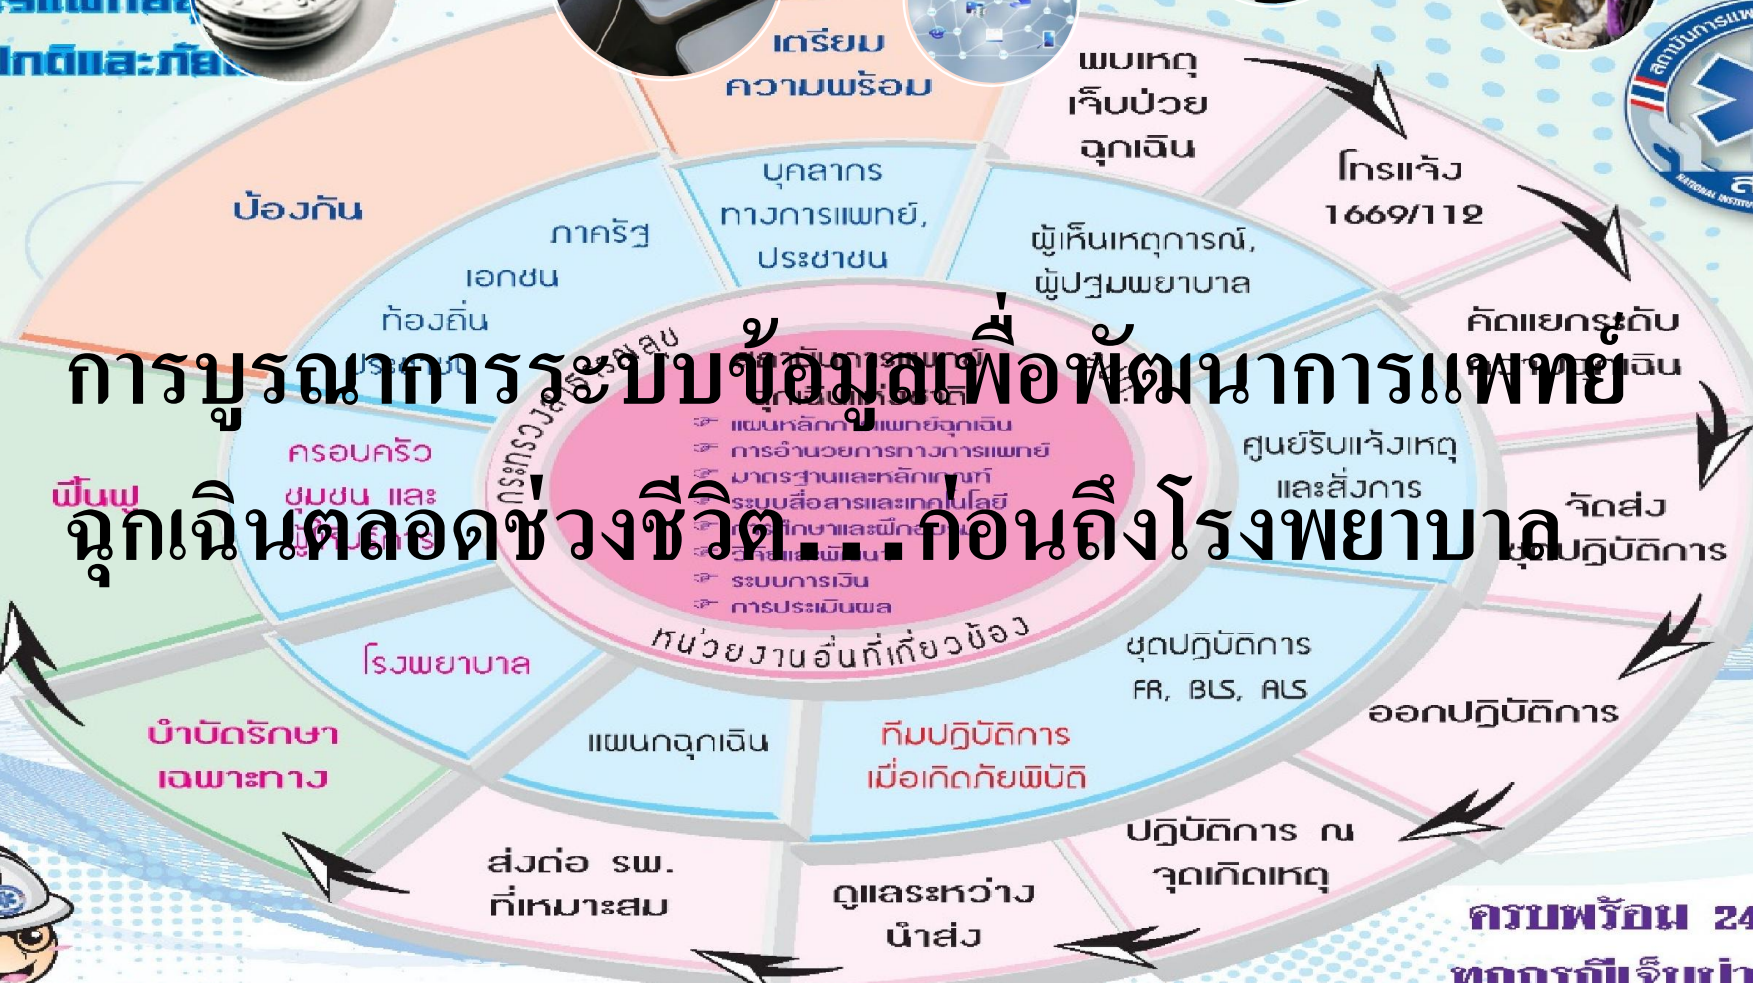 เตรียม
ความพร้อม
พบเหตุ
เจ็บป่วย
ฉุกเฉิน
โทรแจ้ง
1669/112
ป้องกัน
ภาครัฐ
เอกชน
ท้องถิ่น
บุคลากร
ทางการแพทย์,
ประชาชน
ผู้เห็นเหตุการณ์,
ผู้ปฐมพยาบาล
คัดแยกระดับ
การบูรณาการระบบข้อมูลเพื่อพัฒนาการแพทย์
ฉุกเฉินตลอดช่วงชีวิต...ก่อนถึงโรงพยาบาล
แผนหลักการแพทย์ฉุกเฉิน
การอำนวยการทางการแพทย์
มาตรฐานและหลักเกณฑ์
ระบบสื่อสารและเทคโนโลยี
ระบบการเงิน
การประเมินผล
กระทรวงสาธารณสุข
หน่วยงานอื่นที่เกี่ยวข้อง
ศูนย์รับแจ้งเหตุ
และสั่งการ
จัดส่ง
ชุดปฏิบัติการ
ครอบครัว
ชุมชน และ
ฟื้นฟู
โรงพยาบาล
ชุดปฏิบัติการ
FR, BLS, ALS
ออกปฏิบัติการ
บำบัดรักษา
เฉพาะทาง
แผนกฉุกเฉิน
ทีมปฏิบัติการ
เมื่อเกิดภัยพิบัติ
ปฏิบัติการ ณ
จุดเกิดเหตุ
ส่งต่อ รพ.
ที่เหมาะสม
ดูแลระหว่าง
นำส่ง
ครบพร้อม 24